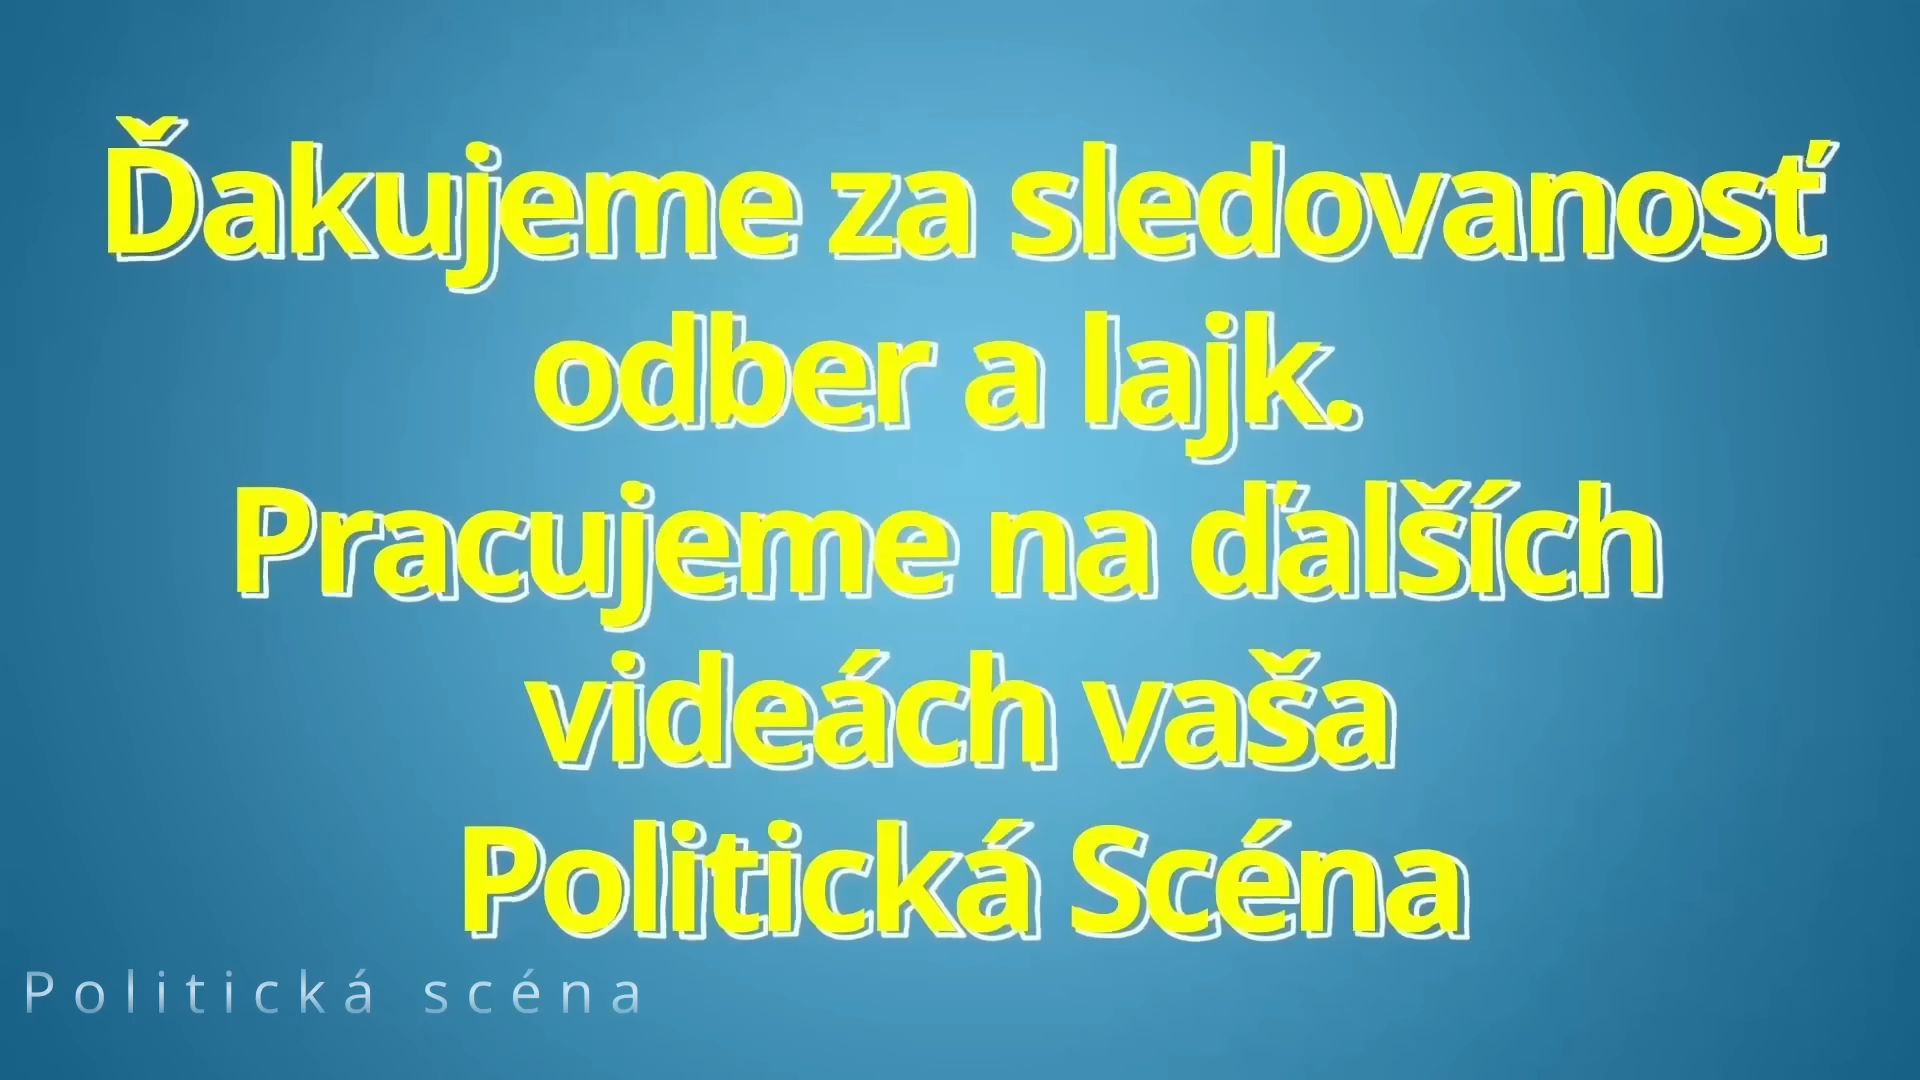 Ďakujeme za sledovanosť
odber a lajk.
Pracujeme na ďalších
videách vaša
Politická Scéna
Politická scéna